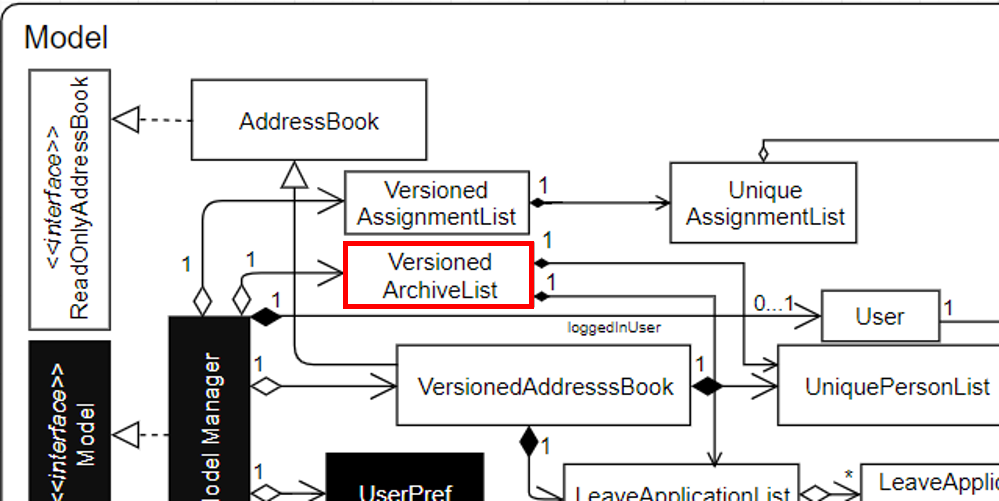 Model
<<interface>>
ReadOnlyAddressBook
AddressBook
Versioned
AssignmentList
1
Unique
AssignmentList
1
1
Versioned
ArchiveList
1
1
1
0...1
loggedInUser
User
1
<<interface>>
Model
Model Manager
1
VersionedAddresssBook
1
UniquePersonList
1
1
UserPref
LeaveApplicationList
*
LeaveApplic